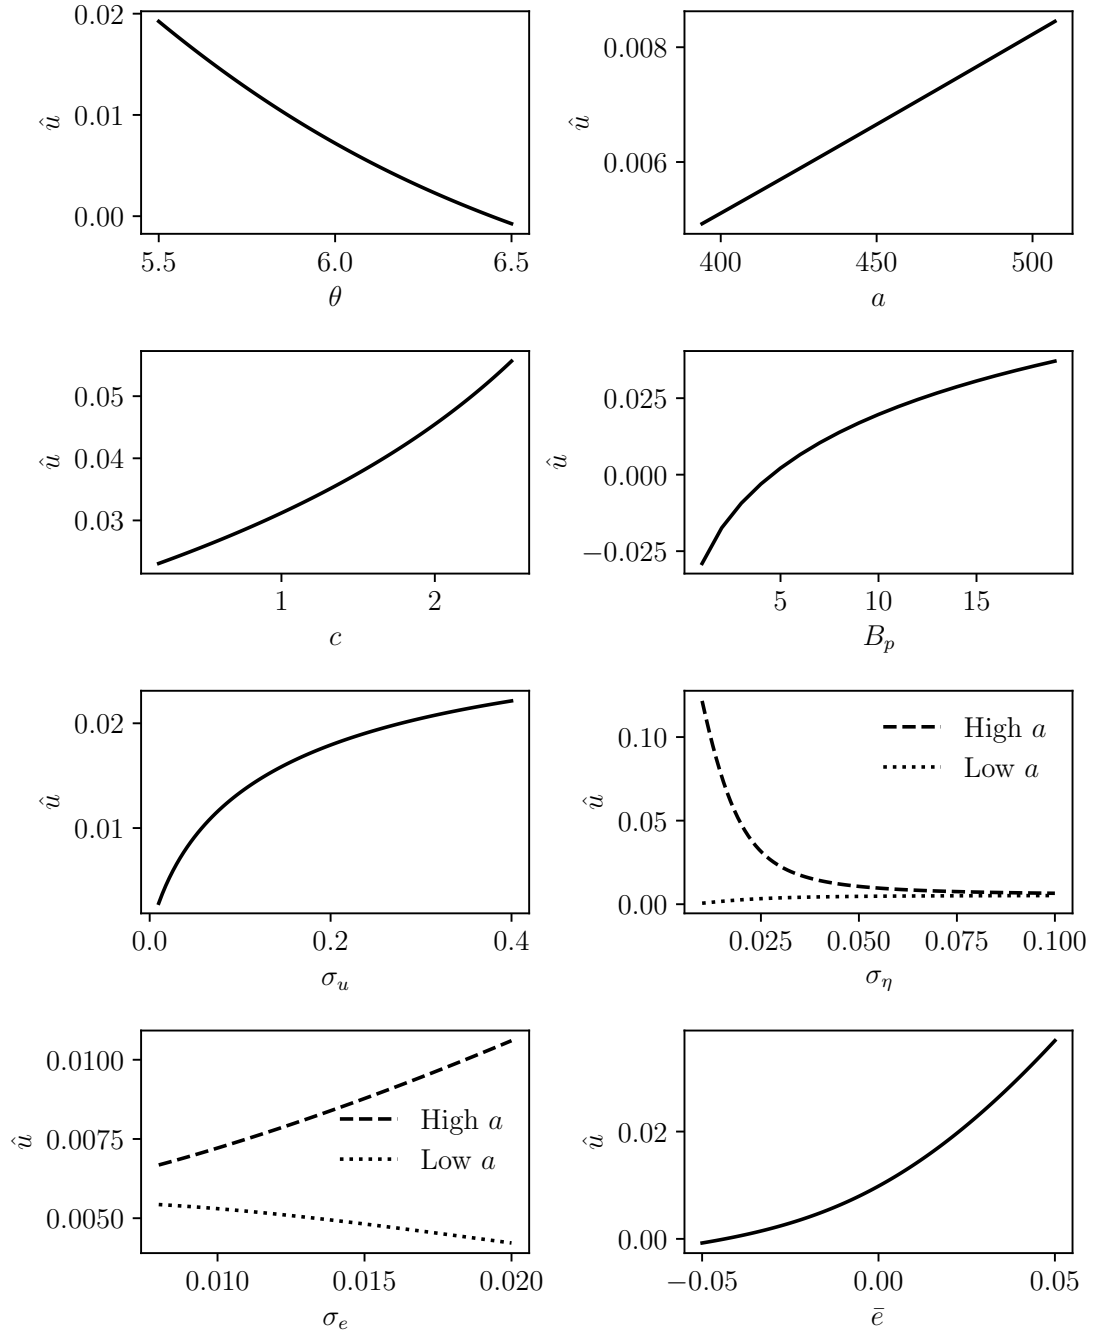 0.02
0.01
0.00
û
5.5
6.0
6.5
θ
0.008
0.006
û
400
450
500
a
0.05
0.04
0.03
û
1
2
c
0.025
0.000
−0.025
û
5
10
15
B_p
0.02
0.01
û
0.0
0.2
0.4
σ_u
0.10
0.05
0.00
û
High a
Low a
0.025
0.050
0.075
0.100
σ_η
0.0100
0.0075
0.0050
û
High a
Low a
0.010
0.015
0.020
σ_e
0.02
0.00
û
−0.05
0.00
0.05
ē